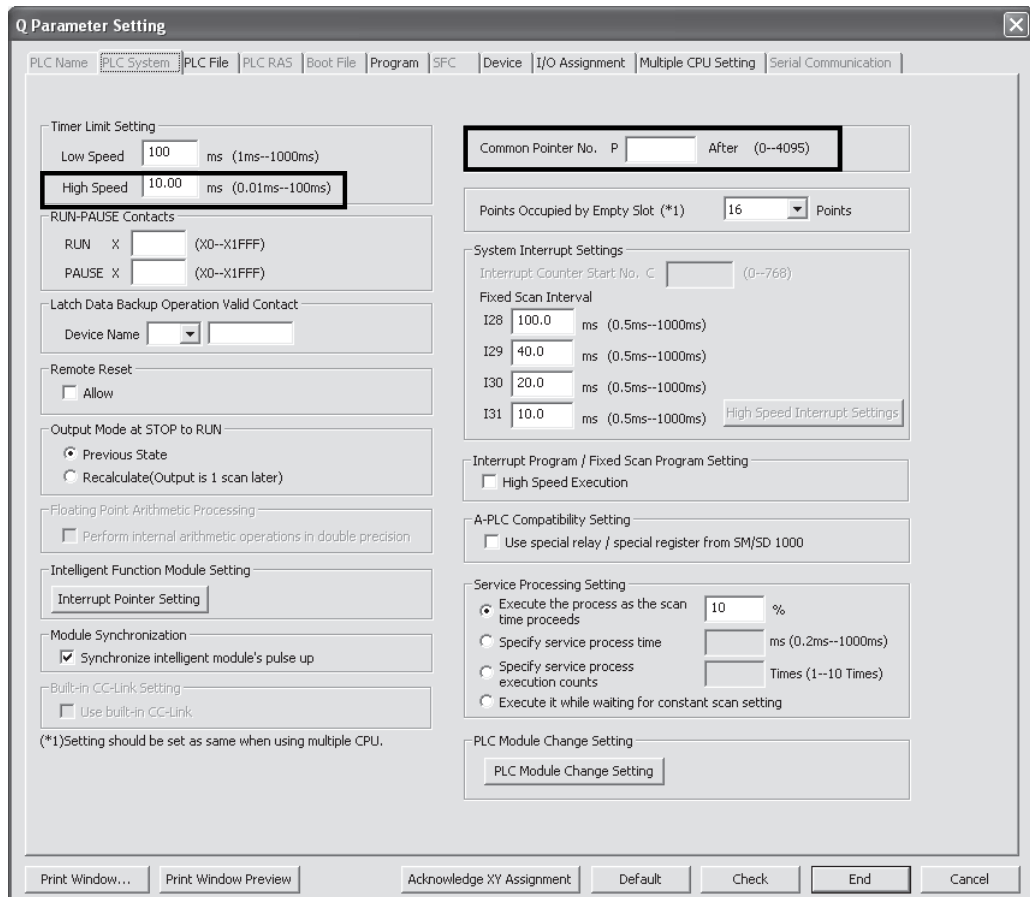 Q Parameter Setting
PLC Name PLC System PLC File PLC RAS Boot File Program SFC Device I/O Assignment Multiple CPU Setting Serial Communication
Timer Limit Setting
Low Speed 100 ms (1ms--1000ms)
High Speed 10.00 ms (0.01ms--100ms)
RUN-PAUSE Contacts
RUN X (X0--X1FFF)
PAUSE X (X0--X1FFF)
Latch Data Backup Operation Valid Contact
Device Name
Remote Reset
Allow
Output Mode at STOP to RUN
Previous State
Recalculate(Output is 1 scan later)
Floating Point Arithmetic Processing
Perform internal arithmetic operations in double precision
Intelligent Function Module Setting
Interrupt Pointer Setting
Module Synchronization
Synchronize intelligent module's pulse up
Built-in CC-Link Setting
Use built-in CC-Link
(*1)Setting should be set as same when using multiple CPU.
Common Pointer No. P After (0--4095)
Points Occupied by Empty Slot (*1) 16 Points
System Interrupt Settings
Interrupt Counter Start No. C (0--768)
Fixed Scan Interval
I28 100.0 ms (0.5ms--1000ms)
I29 40.0 ms (0.5ms--1000ms)
I30 20.0 ms (0.5ms--1000ms)
I31 10.0 ms (0.5ms--1000ms) High Speed Interrupt Settings
Interrupt Program / Fixed Scan Program Setting
High Speed Execution
A-PLC Compatibility Setting
Use special relay / special register from SM/SD 1000
Service Processing Setting
Execute the process as the scan
time proceeds 10 %
Specify service process time ms (0.2ms--1000ms)
Specify service process
execution counts Times (1--10 Times)
Execute it while waiting for constant scan setting
PLC Module Change Setting
PLC Module Change Setting
Print Window... Print Window Preview Acknowledge XY Assignment Default Check End Cancel